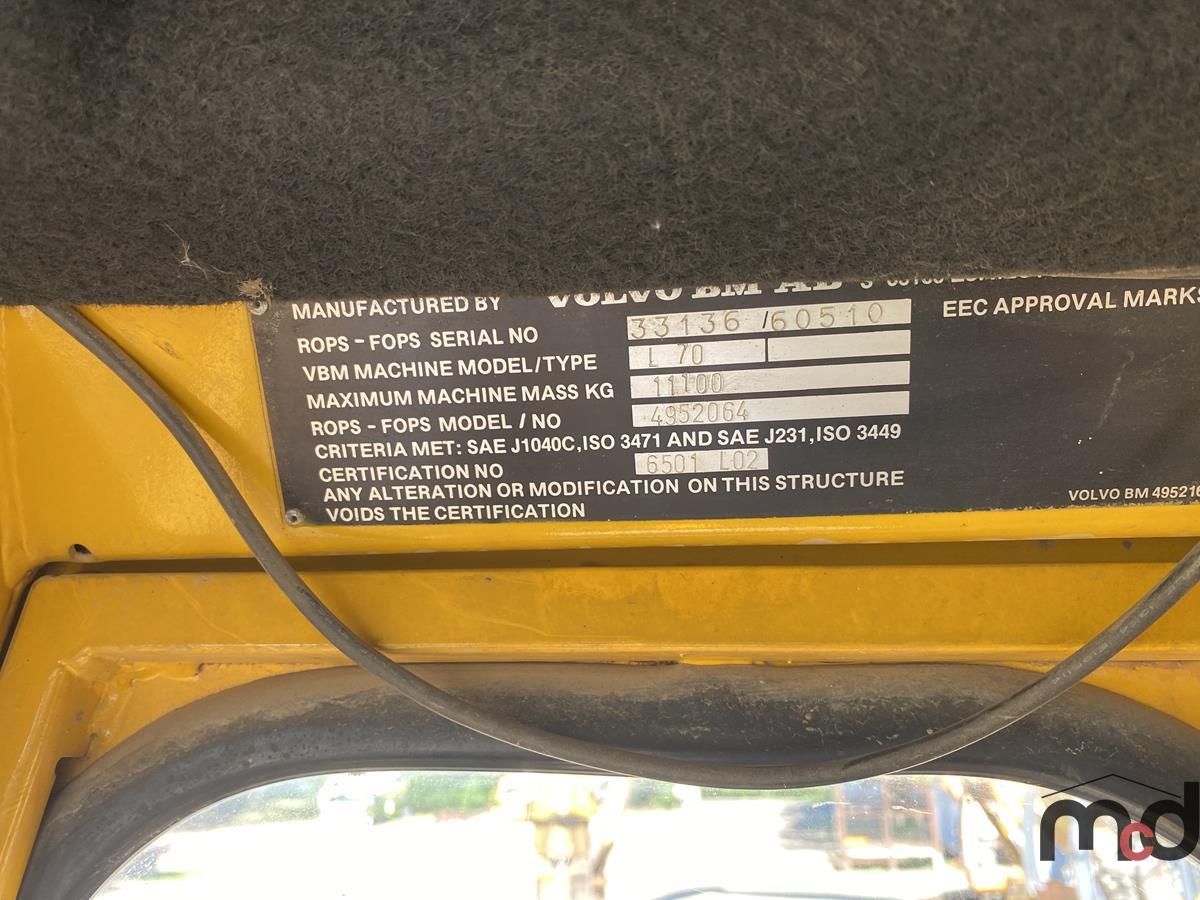 MANUFACTURED BY VOLVO BM AB
EEC APPROVAL MARKS
ROPS - FOPS SERIAL NO 33136 /60510
VBM MACHINE MODEL/TYPE L 70
MAXIMUM MACHINE MASS KG 11100
ROPS - FOPS MODEL / NO 4952064
CRITERIA MET: SAE J1040C, ISO 3471 AND SAE J231, ISO 3449
CERTIFICATION NO 6501 L02
ANY ALTERATION OR MODIFICATION ON THIS STRUCTURE
VOIDS THE CERTIFICATION
VOLVO BM
mcd